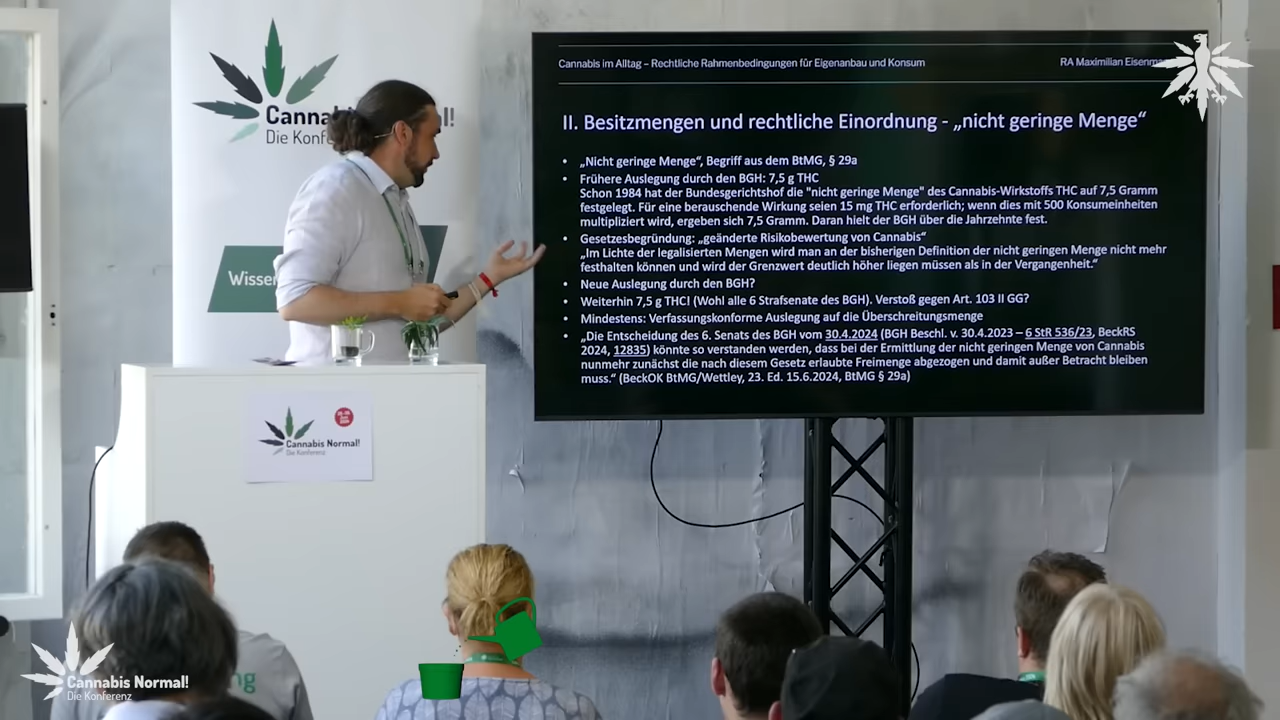 Cannabis im Alltag – Rechtliche Rahmenbedingungen für Eigenanbau und Konsum
RA Maximilian
II. Besitzmengen und rechtliche Einordnung - „nicht geringe Menge“
• „Nicht geringe Menge“, Begriff aus dem BtMG, § 29a
• Frühere Auslegung durch den BGH: 7,5 g THC
Schon 1984 hat der Bundesgerichtshof die "nicht geringe Menge" des Cannabis-Wirkstoffs THC auf 7,5 Gramm
festgelegt. Für eine berauschende Wirkung seien 15 mg THC erforderlich; wenn dies mit 500 Konsumeinheiten
multipliziert wird, ergeben sich 7,5 Gramm. Daran hielt der BGH über die Jahrzehnte fest.
• Gesetzesbegründung: „geänderte Risikobewertung von Cannabis“
„Im Lichte der legalisierten Mengen wird man an der bisherigen Definition der nicht geringen Menge nicht mehr
festhalten können und wird der Grenzwert deutlich höher liegen müssen als in der Vergangenheit.“
• Neue Auslegung durch den BGH?
• Weiterhin 7,5 g THC! (Wohl alle 6 Strafsenate des BGH). Verstoß gegen Art. 103 II GG?
• Mindestens: Verfassungskonforme Auslegung auf die Überschreitungsmenge
• „Die Entscheidung des 6. Senats des BGH vom 30.4.2024 (BGH Beschl. v. 30.4.2023 – 6 StR 536/23, BeckRS
2024, 12835) könnte so verstanden werden, dass bei der Ermittlung der nicht geringen Menge von Cannabis
nunmehr zunächst die nach diesem Gesetz erlaubte Freimenge abgezogen und damit außer Betracht bleiben
muss.“ (BeckOK BtMG/Wettley, 23. Ed. 15.6.2024, BtMG § 29a)
Die
Cannabis Normal!
Die Konferenz
Cannabis Normal!
Die Konferenz